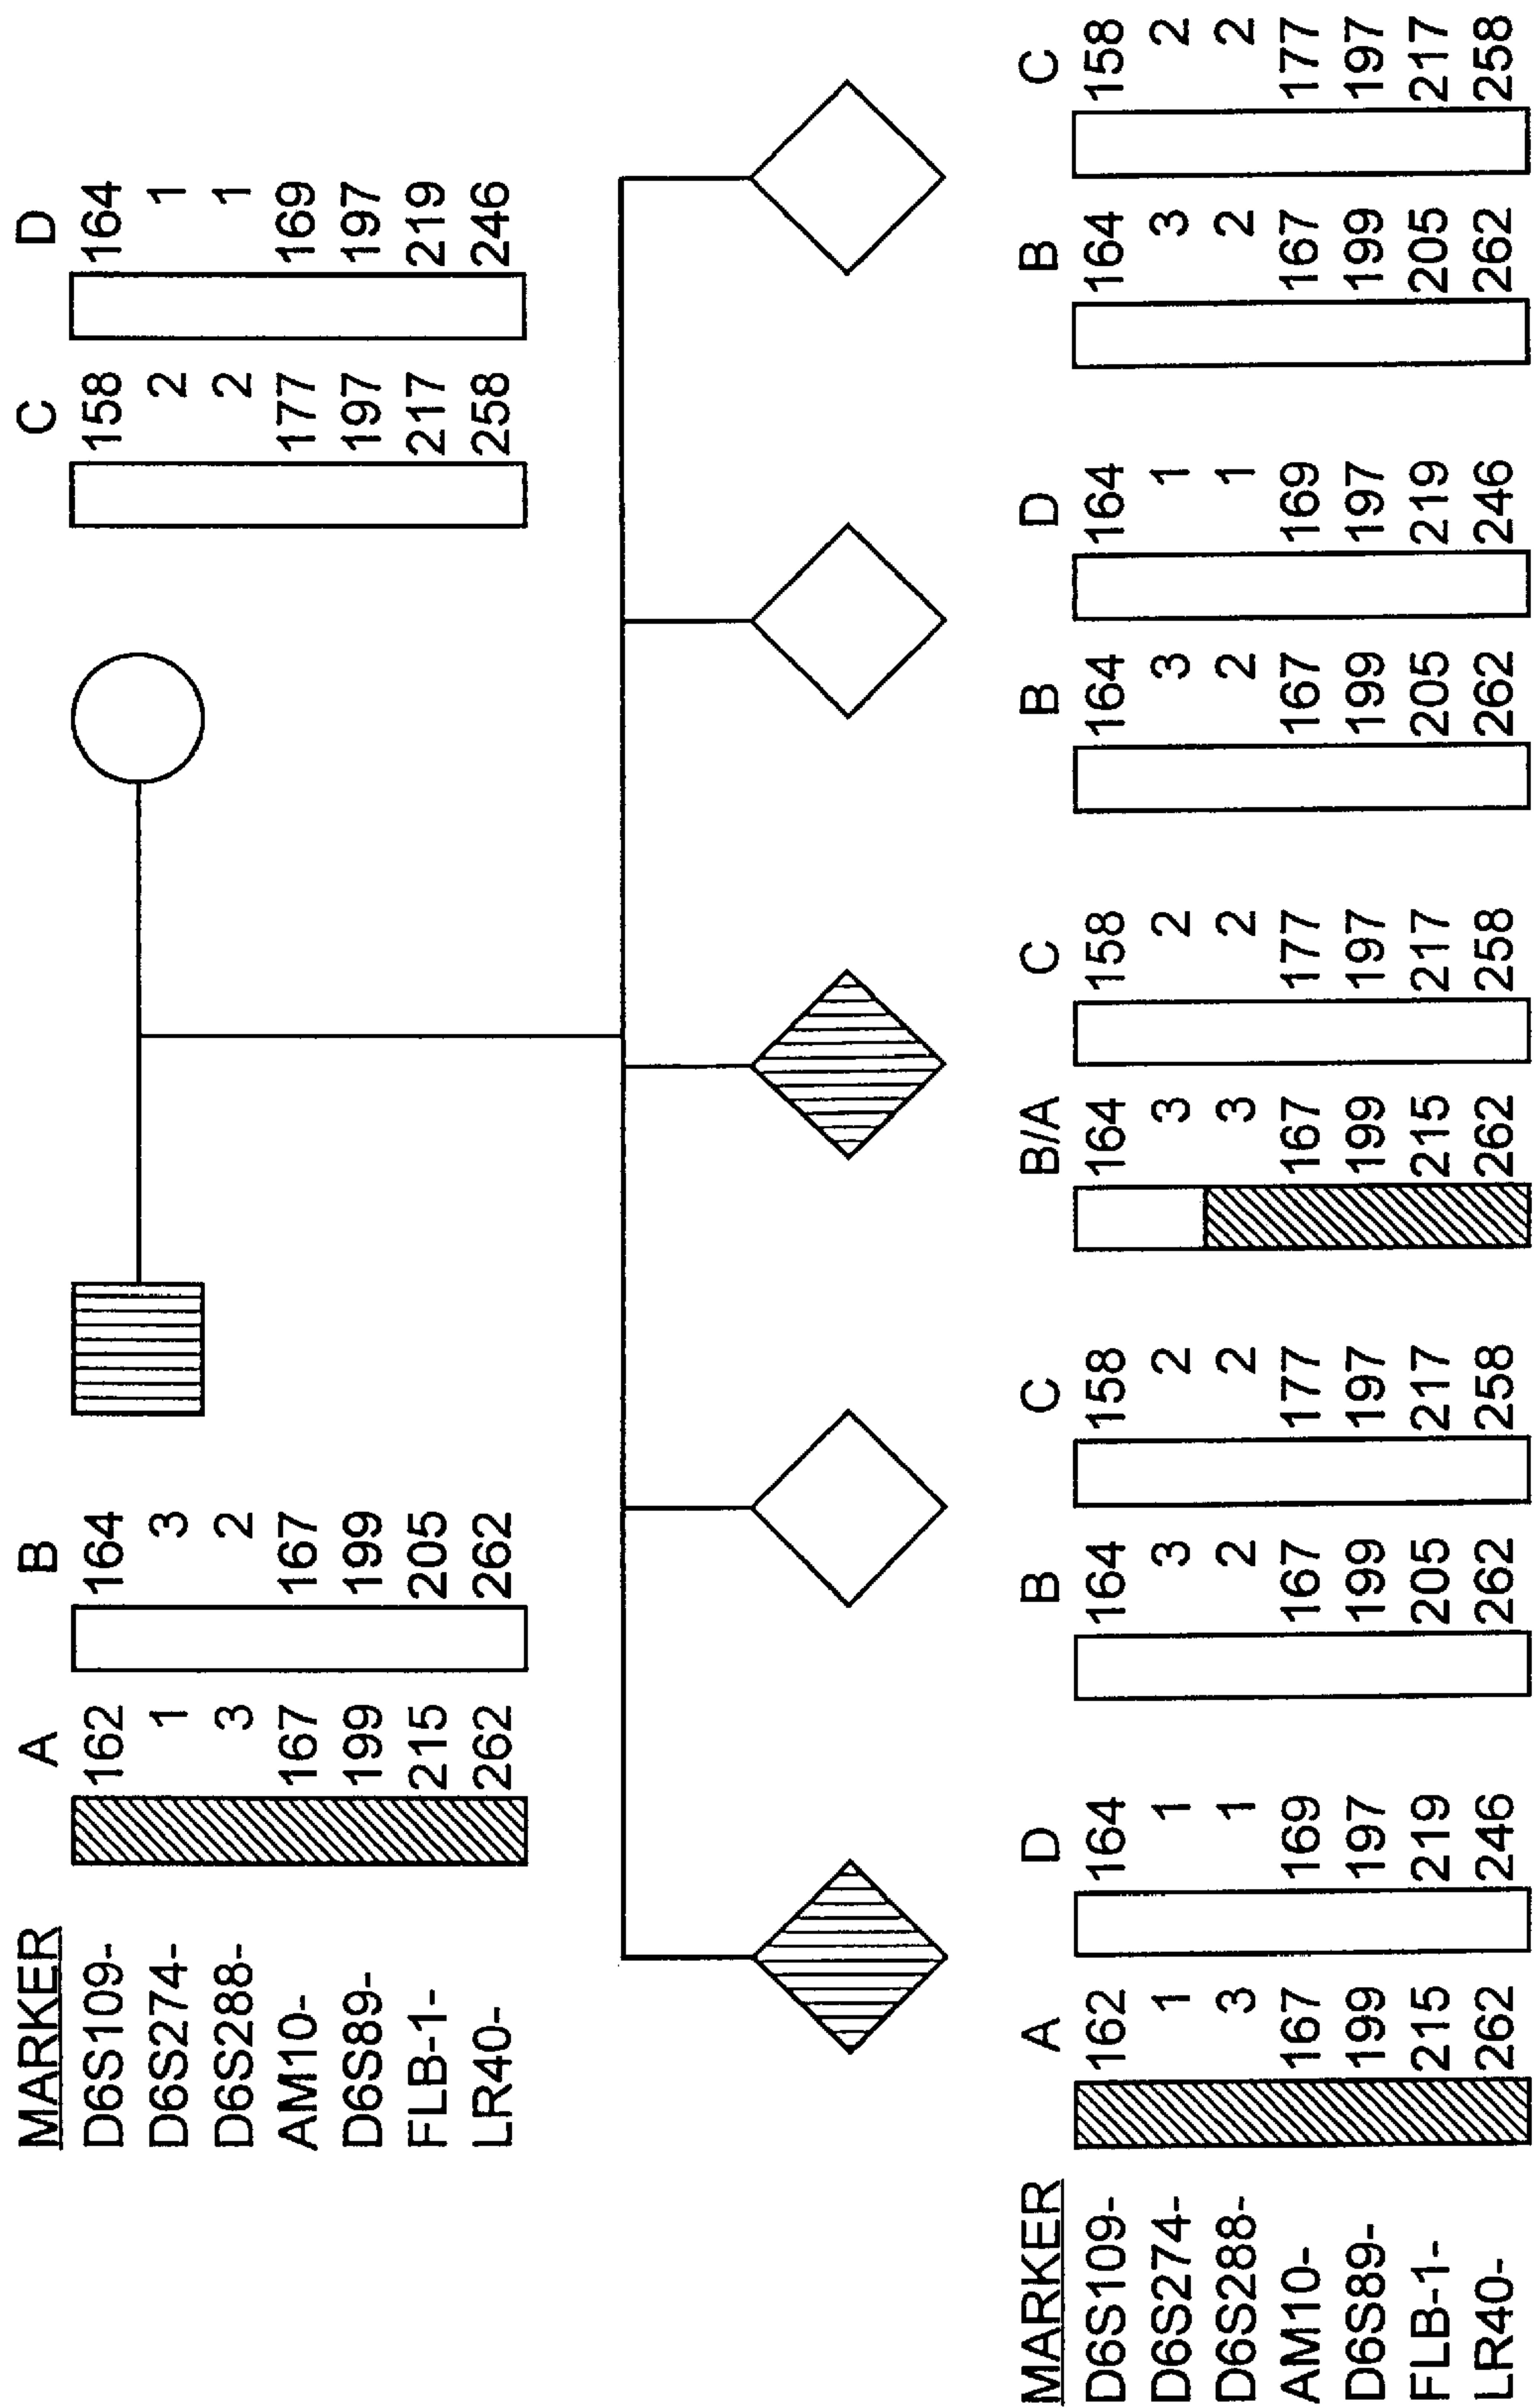 A B C D
MARKER
D6S109- 162 164 158 164
D6S274- 1 3 2 1
D6S288- 3 2 2 1
AM10- 167 167 177 169
D6S89- 199 199 197 197
FLB-1- 215 205 217 219
LR40- 262 262 258 246
A D B C B/A C B D B C
MARKER
D6S109- 162 164 164 158 164 158 164 164 164 158
D6S274- 1 1 3 2 3 2 3 1 3 2
D6S288- 3 1 2 2 3 2 2 1 2 2
AM10- 167 169 167 177 167 177 167 169 167 177
D6S89- 199 197 199 197 199 197 199 197 199 197
FLB-1- 215 219 205 217 215 217 205 219 205 217
LR40- 262 246 262 258 262 258 262 246 262 258